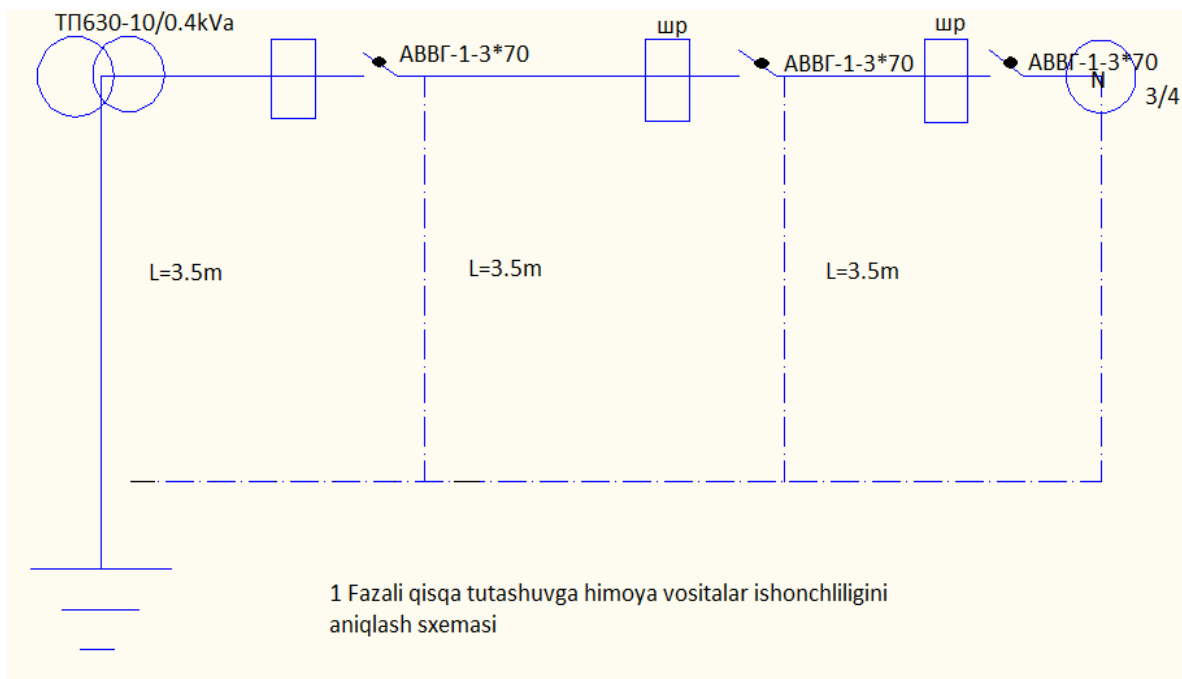 ТП630-10/0.4kVa
АВВГ-1-3*70
шр
АВВГ-1-3*70
шр
АВВГ-1-3*70
N
3/4
L=3.5m
L=3.5m
L=3.5m
1 Fazali qisqa tutashuvga himoya vositalar ishonchliligini
aniqlash sxemasi